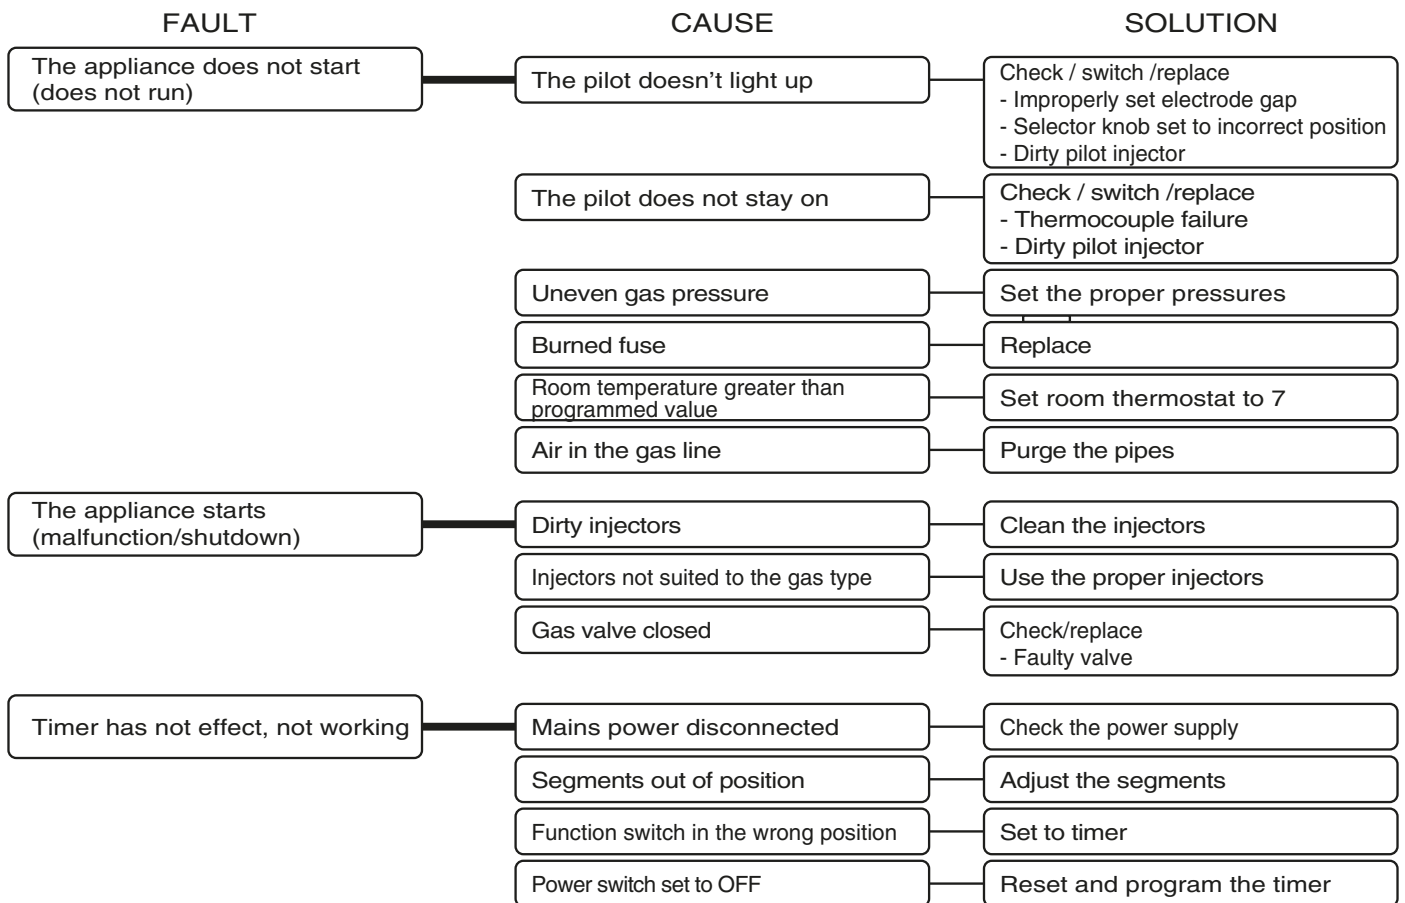 FAULT CAUSE SOLUTION
The appliance does not start
(does not run)
The pilot doesn't light up
Check / switch /replace
- Improperly set electrode gap
- Selector knob set to incorrect position
- Dirty pilot injector
The pilot does not stay on
Check / switch /replace
- Thermocouple failure
- Dirty pilot injector
Uneven gas pressure
Set the proper pressures
Burned fuse
Replace
Room temperature greater than
programmed value
Set room thermostat to 7
Air in the gas line
Purge the pipes
The appliance starts
(malfunction/shutdown)
Dirty injectors
Clean the injectors
Injectors not suited to the gas type
Use the proper injectors
Gas valve closed
Check/replace
- Faulty valve
Timer has not effect, not working
Mains power disconnected
Check the power supply
Segments out of position
Adjust the segments
Function switch in the wrong position
Set to timer
Power switch set to OFF
Reset and program the timer